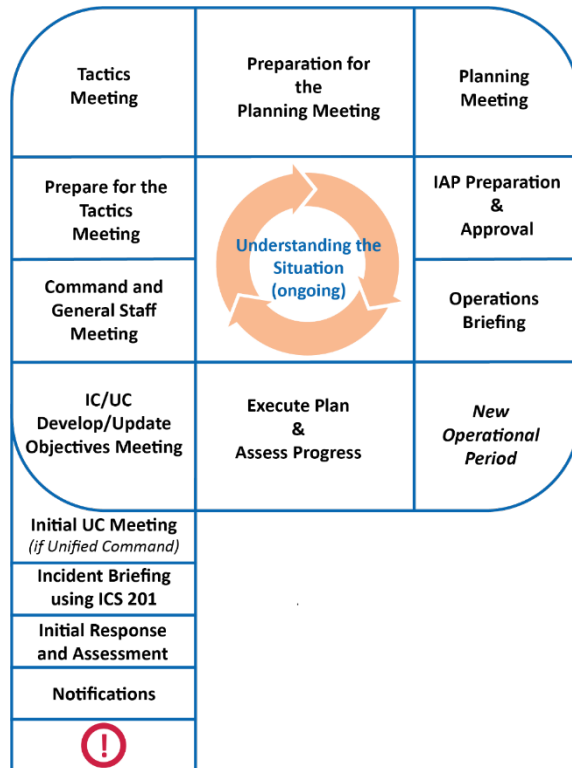 Tactics
Meeting
Preparation for
the
Planning Meeting
Planning
Meeting
Prepare for the
Tactics
Meeting
Understanding the
Situation
(ongoing)
IAP Preparation
&
Approval
Command and
General Staff
Meeting
Operations
Briefing
IC/UC
Develop/Update
Objectives Meeting
Execute Plan
&
Assess Progress
New
Operational
Period
Initial UC Meeting
(if Unified Command)
Incident Briefing
using ICS 201
Initial Response
and Assessment
Notifications
!